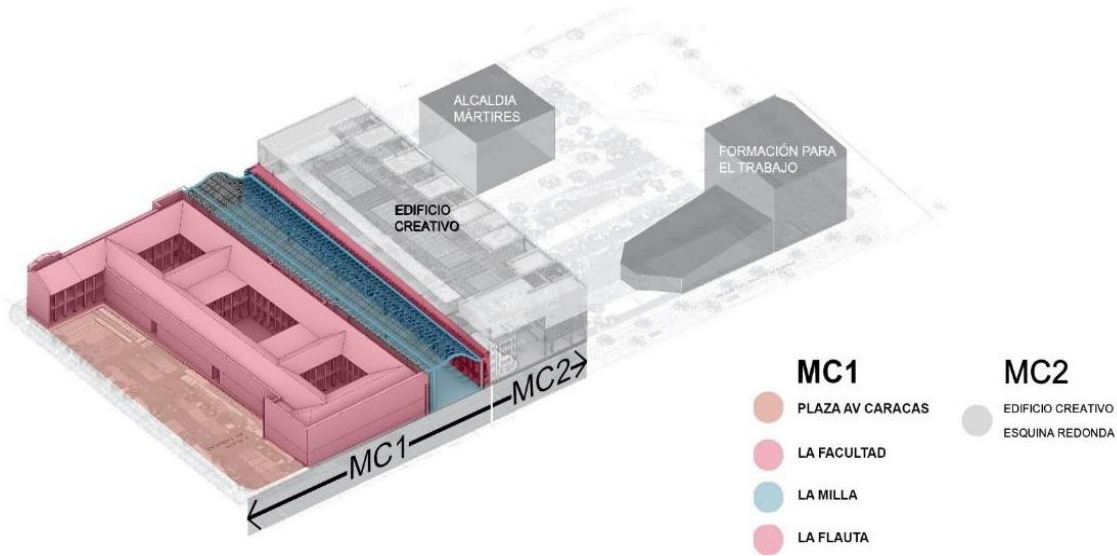 ALCALDIA
MÁRTIRES
FORMACIÓN PARA
EL TRABAJO
EDIFICIO
CREATIVO
MC2
MC1
MC1
PLAZA AV CARACAS
LA FACULTAD
LA MILLA
LA FLAUTA
MC2
EDIFICIO CREATIVO
ESQUINA REDONDA